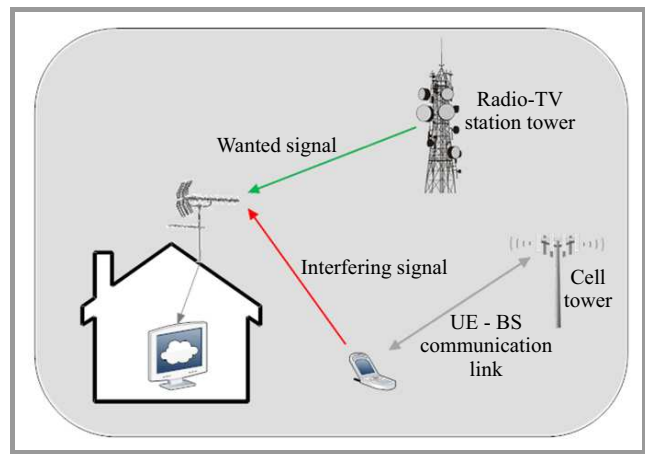 Radio-TV
station tower
Wanted signal
Interfering signal
Cell
tower
UE - BS
communication
link